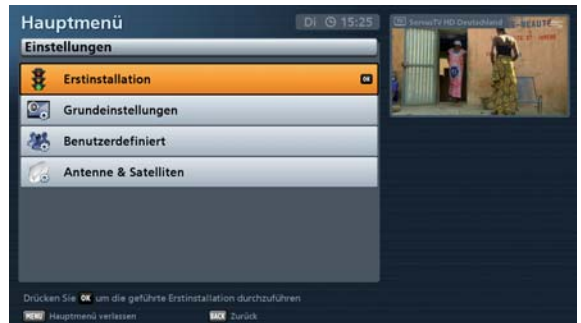 Hauptmenü
Di 15:25
TV ServusTV HD Deutschland
Einstellungen
Erstinstallation OK
Grundeinstellungen
Benutzerdefiniert
Antenne & Satelliten
Drücken Sie OK um die geführte Erstinstallation durchzuführen
MENU Hauptmenü verlassen BACK Zurück